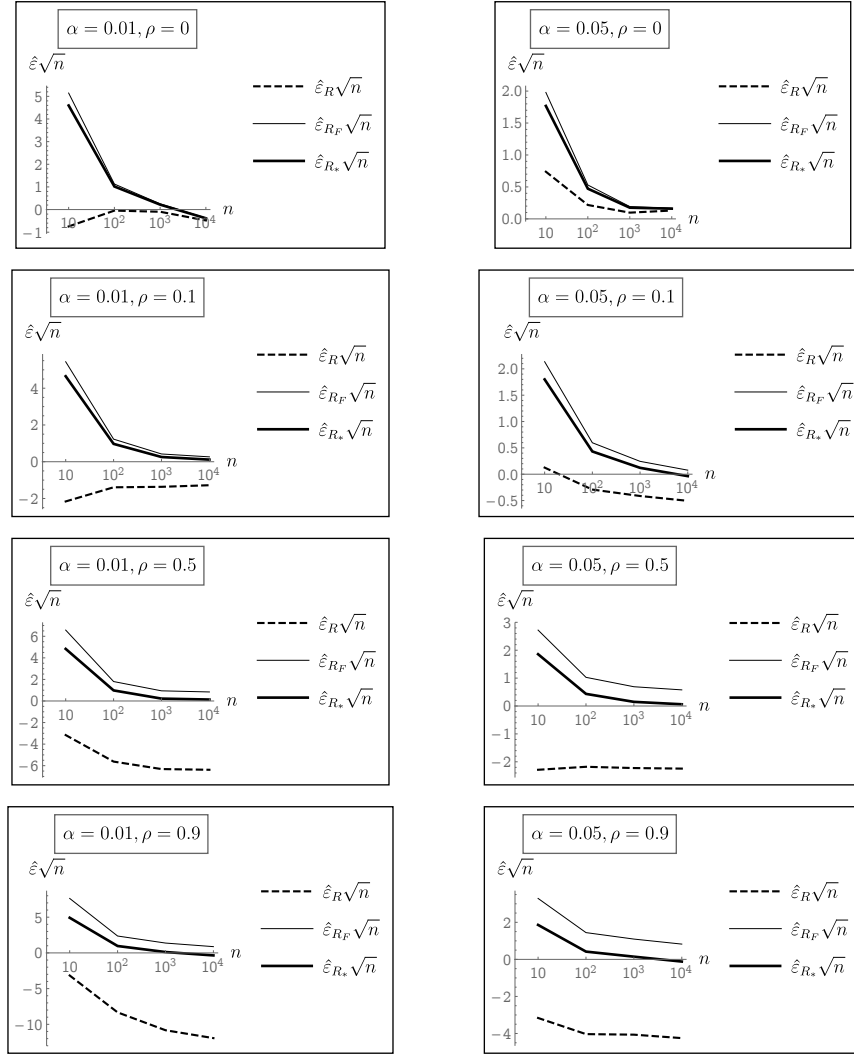 α = 0.01, ρ = 0
ε̂√n
ε̂_R√n
ε̂_{R_F}√n
ε̂_{R_*}√n
5
4
3
2
1
0
−1
10 10² 10³ 10⁴ n
α = 0.05, ρ = 0
ε̂√n
ε̂_R√n
ε̂_{R_F}√n
ε̂_{R_*}√n
2.0
1.5
1.0
0.5
0.0
10 10² 10³ 10⁴ n
α = 0.01, ρ = 0.1
ε̂√n
ε̂_R√n
ε̂_{R_F}√n
ε̂_{R_*}√n
4
2
0
−2
10 10² 10³ 10⁴ n
α = 0.05, ρ = 0.1
ε̂√n
ε̂_R√n
ε̂_{R_F}√n
ε̂_{R_*}√n
2.0
1.5
1.0
0.5
0.0
−0.5
10 10² 10³ 10⁴ n
α = 0.01, ρ = 0.5
ε̂√n
ε̂_R√n
ε̂_{R_F}√n
ε̂_{R_*}√n
6
4
2
0
−2
−4
−6
10 10² 10³ 10⁴ n
α = 0.05, ρ = 0.5
ε̂√n
ε̂_R√n
ε̂_{R_F}√n
ε̂_{R_*}√n
3
2
1
0
−1
−2
10 10² 10³ 10⁴ n
α = 0.01, ρ = 0.9
ε̂√n
ε̂_R√n
ε̂_{R_F}√n
ε̂_{R_*}√n
5
0
−5
−10
10 10² 10³ 10⁴ n
α = 0.05, ρ = 0.9
ε̂√n
ε̂_R√n
ε̂_{R_F}√n
ε̂_{R_*}√n
2
0
−2
−4
10 10² 10³ 10⁴ n